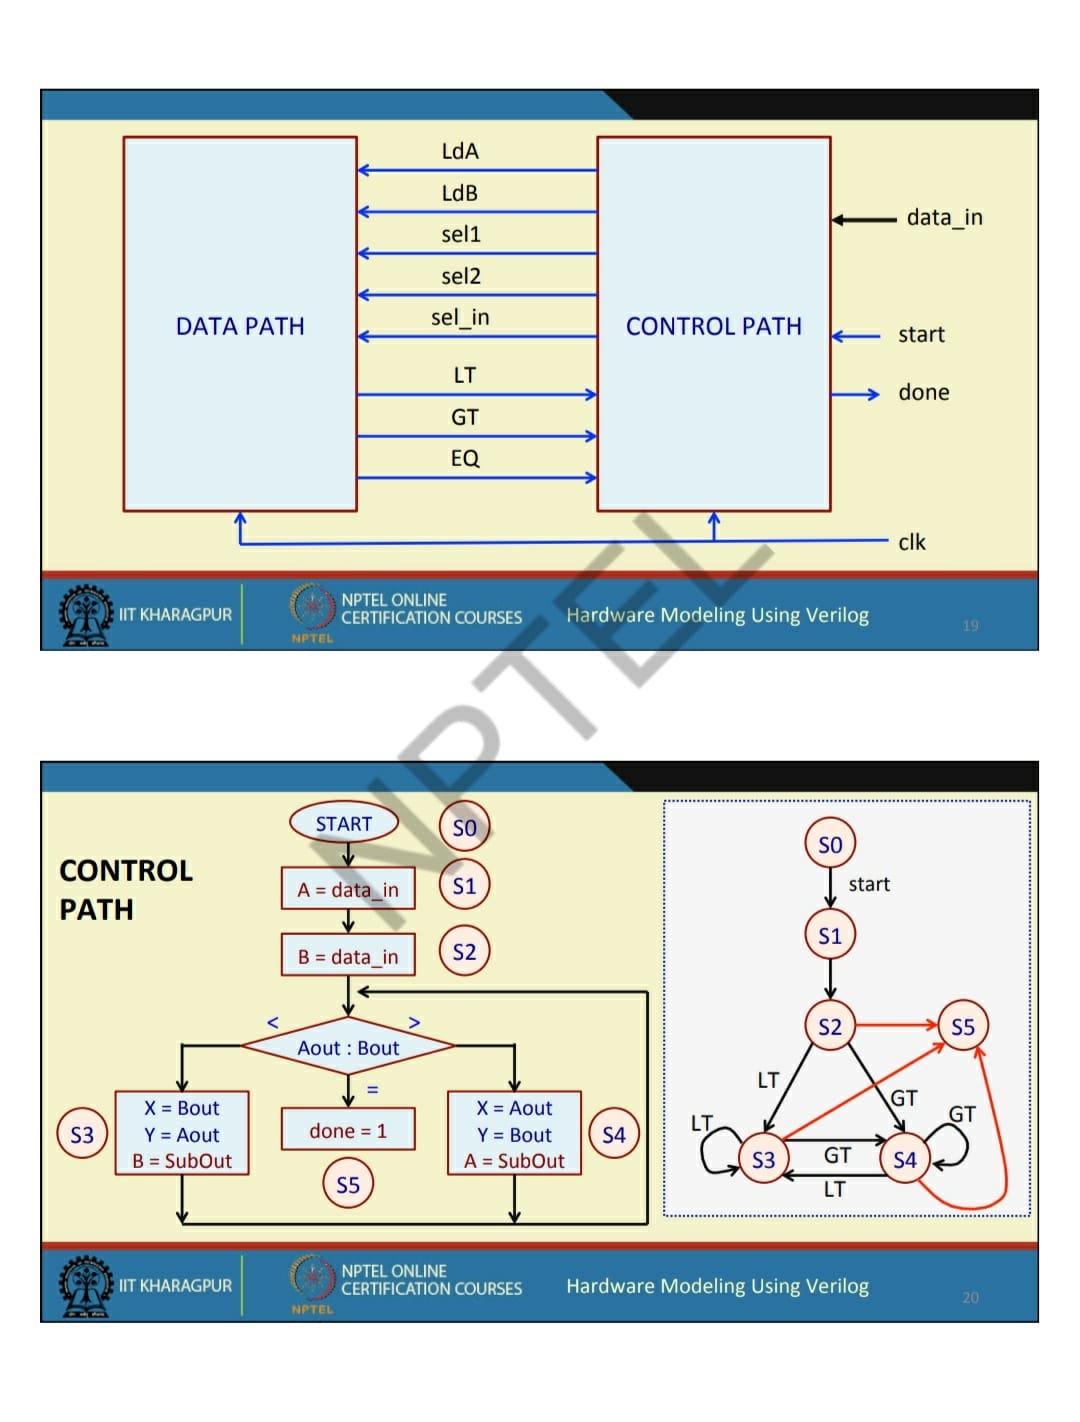 LdA
LdB
sel1
sel2
sel_in
LT
GT
EQ
DATA PATH
CONTROL PATH
data_in
start
done
clk
IIT KHARAGPUR
NPTEL ONLINE
CERTIFICATION COURSES
NPTEL
Hardware Modeling Using Verilog
19
NPTEL
CONTROL
PATH
START
S0
A = data_in
S1
B = data_in
S2
<
>
Aout : Bout
=
S3
X = Bout
Y = Aout
B = SubOut
done = 1
S5
X = Aout
Y = Bout
A = SubOut
S4
S0
start
S1
S2
S5
LT
GT
LT
GT
S3
GT
S4
LT
IIT KHARAGPUR
NPTEL ONLINE
CERTIFICATION COURSES
NPTEL
Hardware Modeling Using Verilog
20